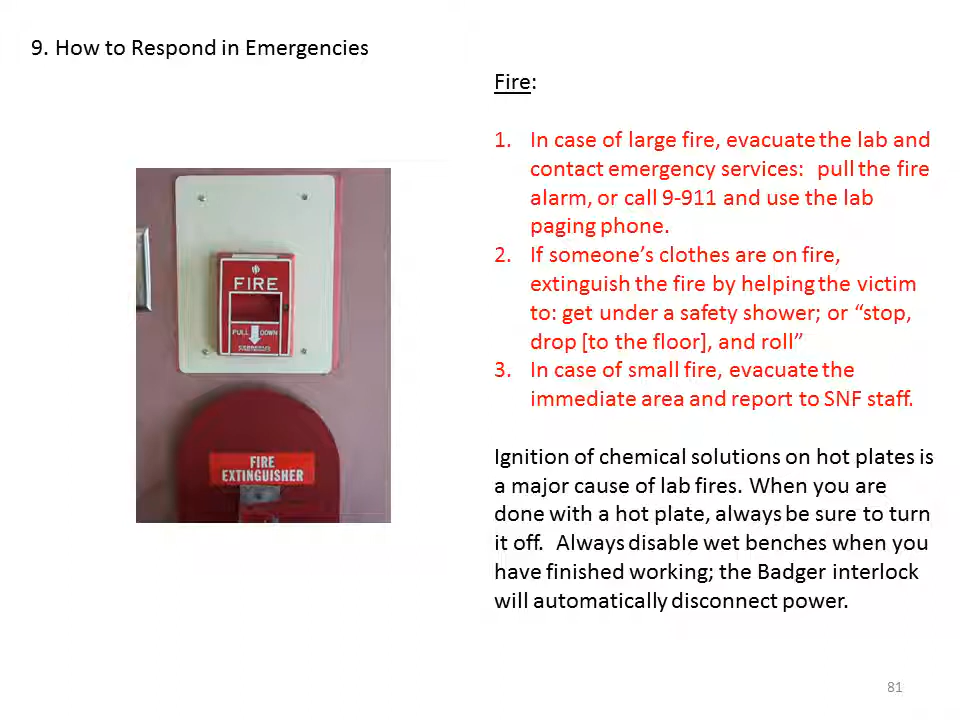 9. How to Respond in Emergencies
Fire:
1. In case of large fire, evacuate the lab and
contact emergency services: pull the fire
alarm, or call 9-911 and use the lab
paging phone.
2. If someone's clothes are on fire,
extinguish the fire by helping the victim
to: get under a safety shower; or “stop,
drop [to the floor], and roll”
3. In case of small fire, evacuate the
immediate area and report to SNF staff.
Ignition of chemical solutions on hot plates is
a major cause of lab fires. When you are
done with a hot plate, always be sure to turn
it off. Always disable wet benches when you
have finished working; the Badger interlock
will automatically disconnect power.
FIRE
PULL DOWN
FIRE
EXTINGUISHER
81